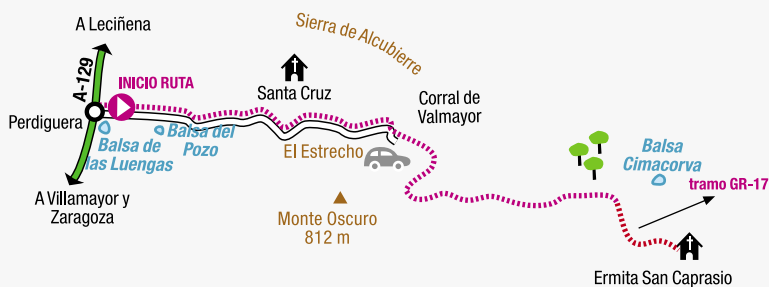 A Leciñena
A-129
INICIO RUTA
Perdiguera
Balsa de
las Luengas
Balsa del
Pozo
A Villamayor y
Zaragoza
Santa Cruz
Sierra de Alcubierre
Corral de
Valmayor
El Estrecho
Monte Oscuro
812 m
Balsa
Cimacorva
tramo GR-17
Ermita San Caprasio